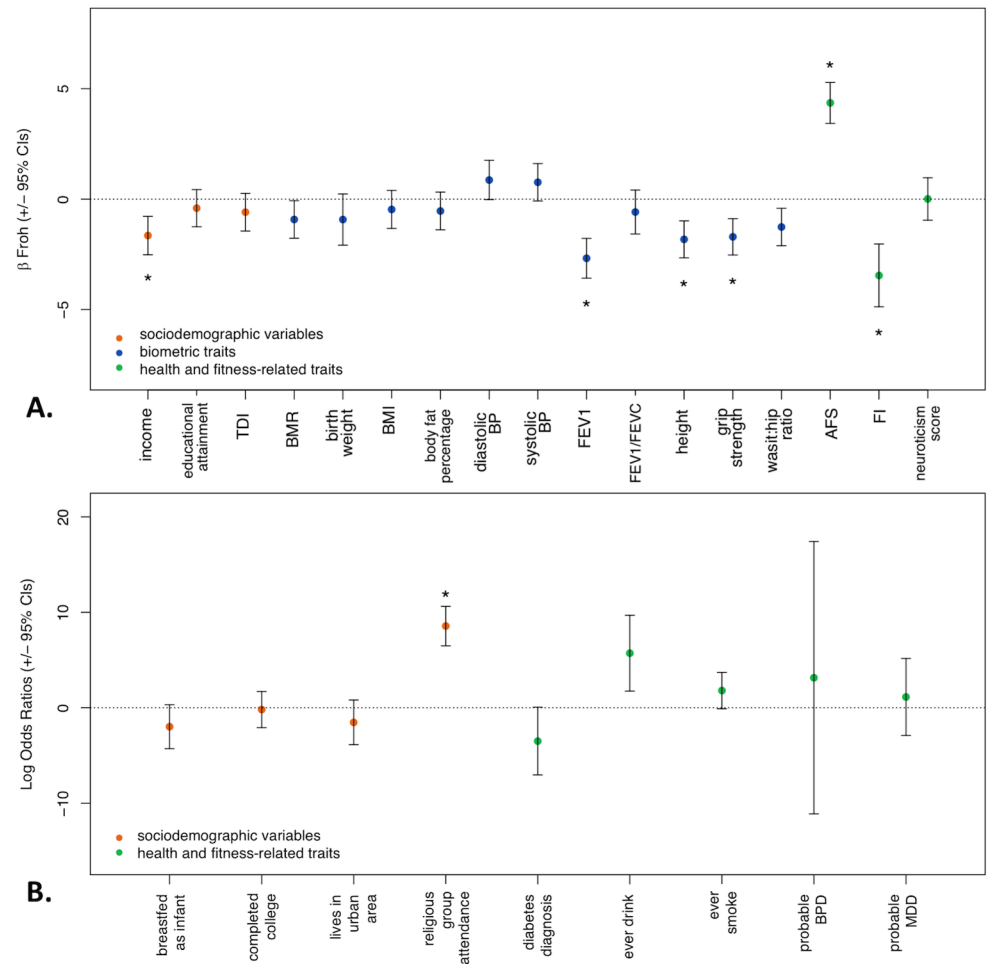 β Froh (+/− 95% CIs)
5
0
−5
*
*
*
*
*
*
sociodemographic variables
biometric traits
health and fitness-related traits
A.
income
educational
attainment
TDI
BMR
birth
weight
BMI
body fat
percentage
diastolic
BP
systolic
BP
FEV1
FEV1/FEVC
height
grip
strength
wasit:hip
ratio
AFS
FI
neuroticism
score
Log Odds Ratios (+/− 95% CIs)
20
10
0
−10
*
sociodemographic variables
health and fitness-related traits
B.
breastfed
as infant
completed
college
lives in
urban
area
religious
group
attendance
diabetes
diagnosis
ever drink
ever
smoke
probable
BPD
probable
MDD